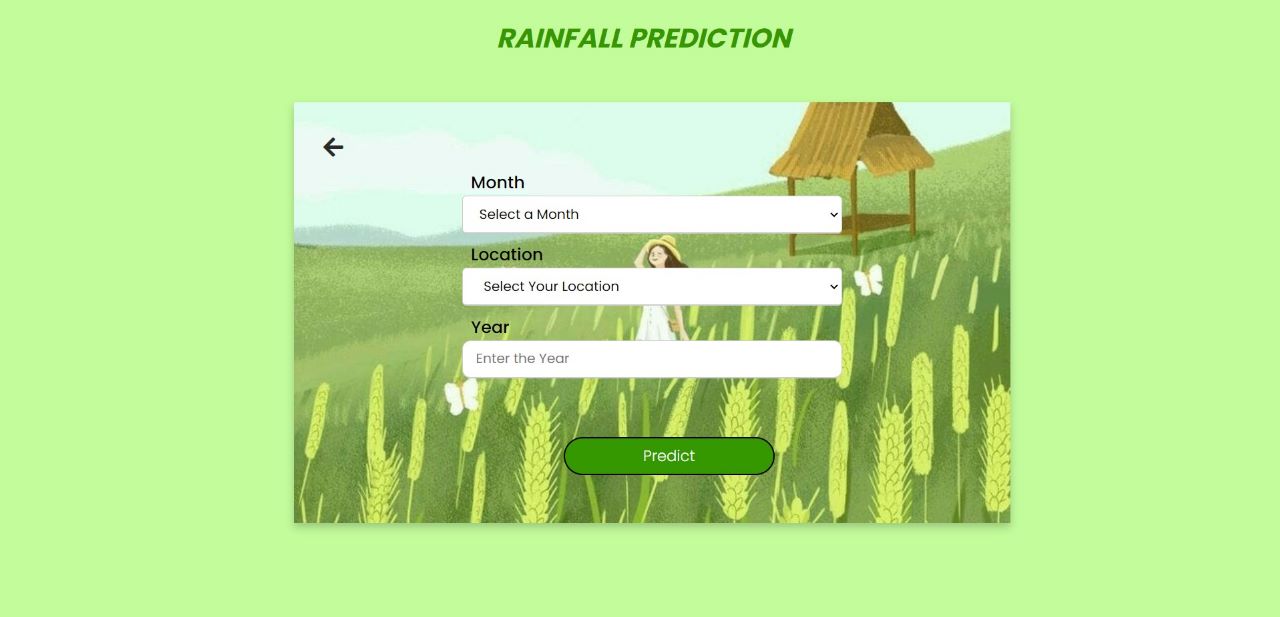 RAINFALL PREDICTION
Month
Select a Month
Location
Select Your Location
Year
Enter the Year
Predict